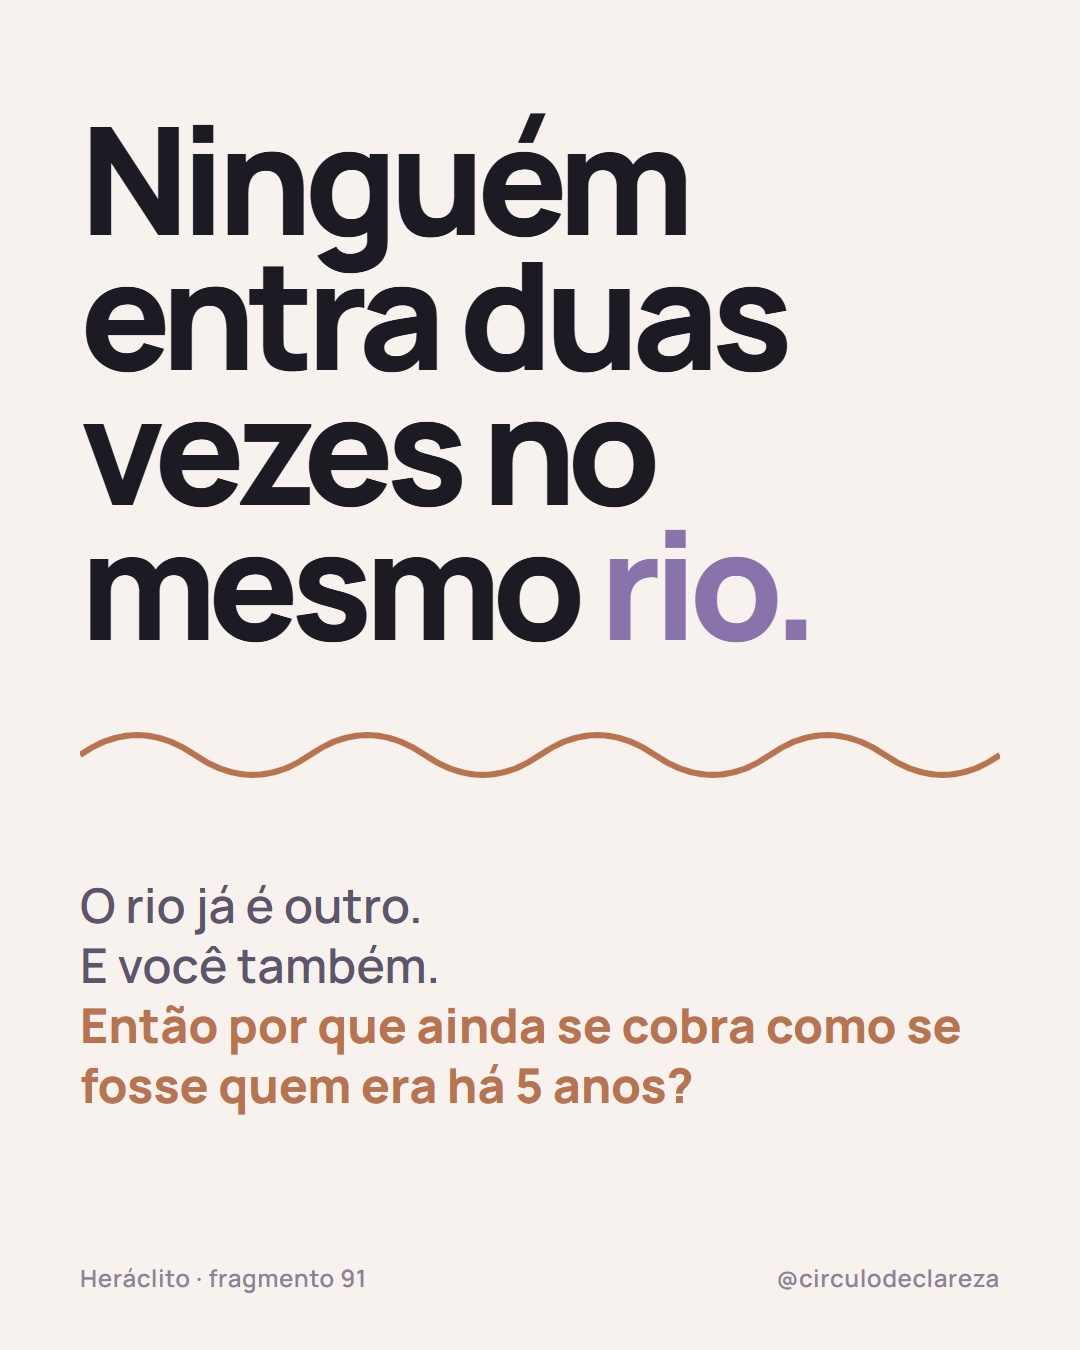 Ninguém
entra duas
vezes no
mesmo rio.
O rio já é outro.
E você também.
Então por que ainda se cobra como se
fosse quem era há 5 anos?
Heráclito · fragmento 91
@circulodeclareza